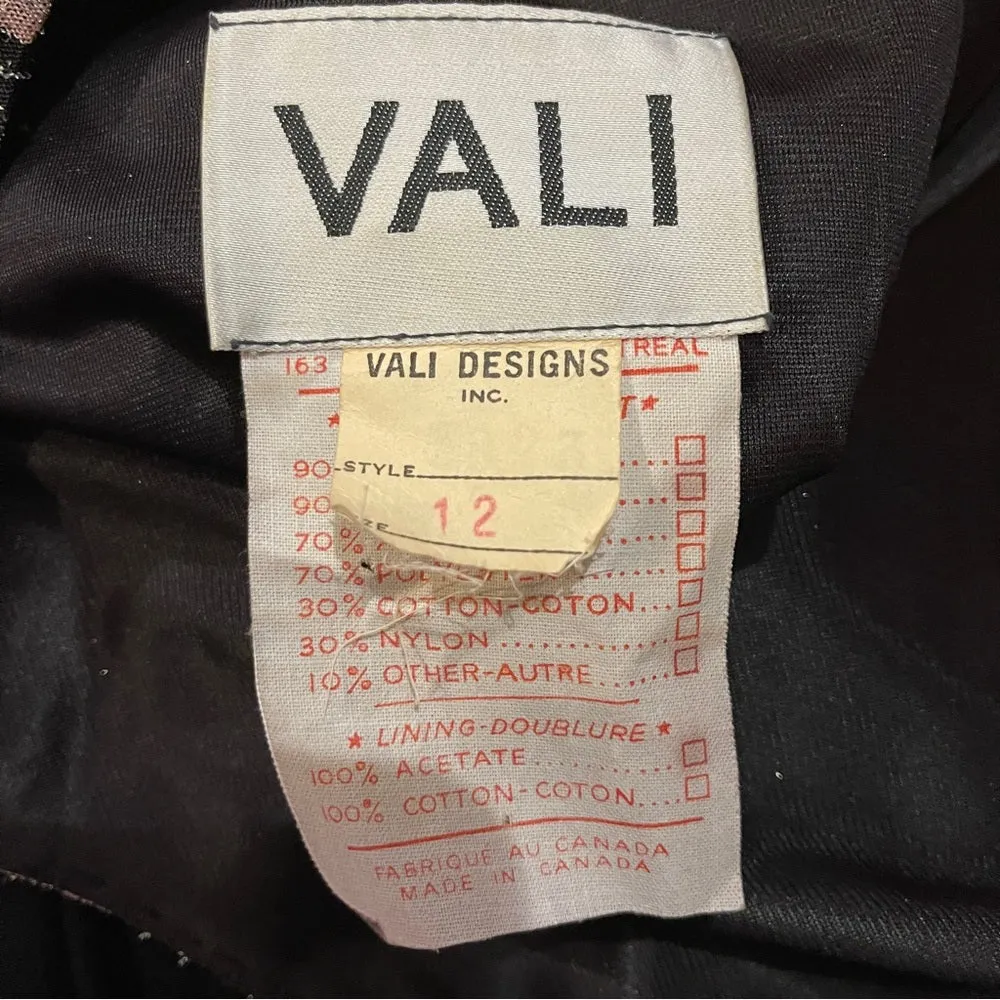 VALI
163 REAL
VALI DESIGNS
INC.
T★
★
90
STYLE
90
12
70%
70%
30% COTTON-COTON...
30% NYLON
10% OTHER-AUTRE
★ LINING-DOUBLURE ★
100% ACETATE
100% COTTON-COTON....
FABRIQUE AU CANADA
MADE IN CANADA